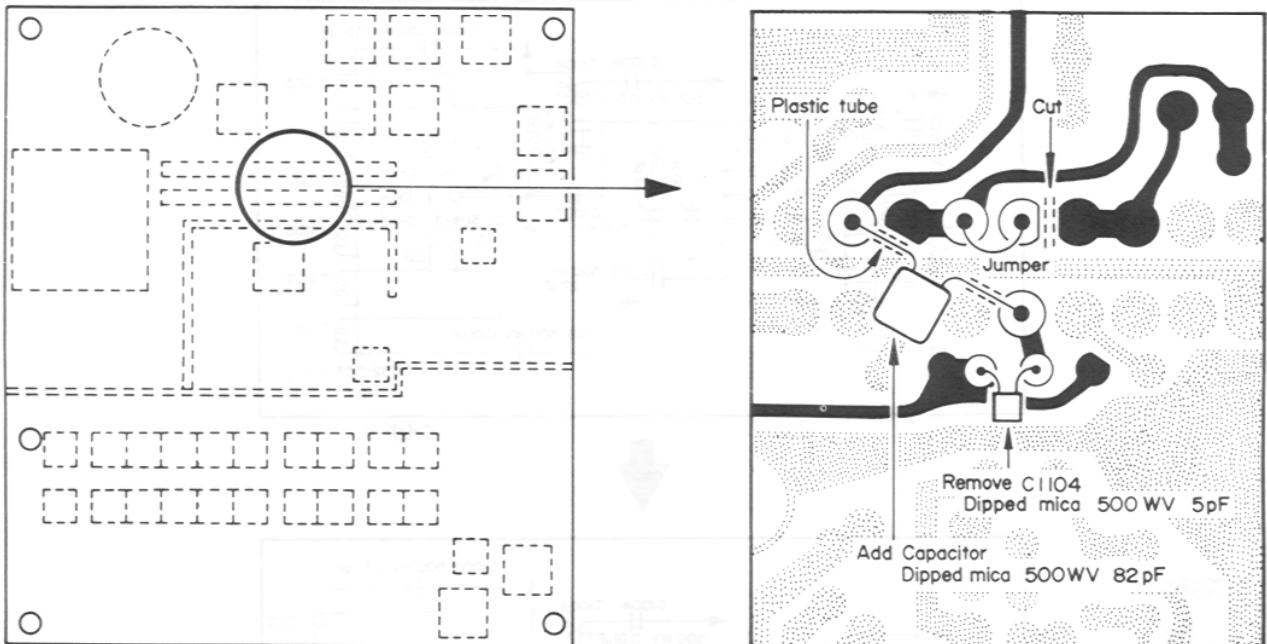 Plastic tube
Cut
Jumper
Remove C1104
Dipped mica 500 WV 5pF
Add Capacitor
Dipped mica 500WV 82pF